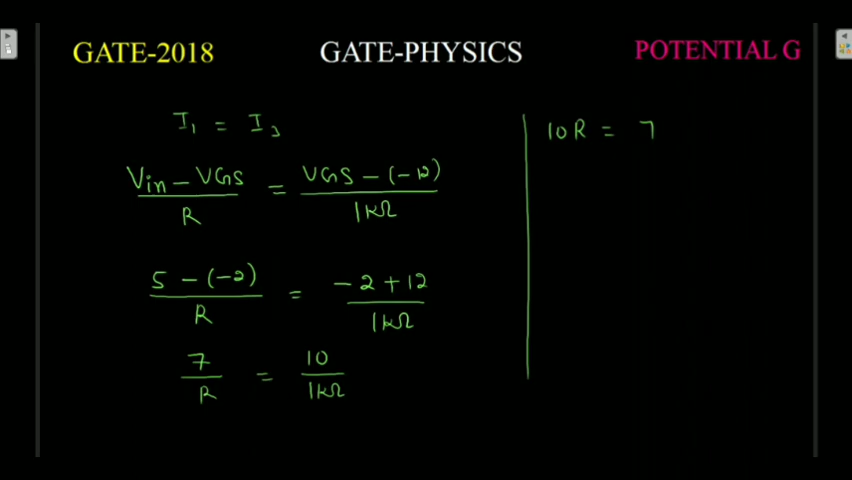 GATE-2018 GATE-PHYSICS POTENTIAL G
I₁ = I₃
(Vin - VGS)/R = (VGS - (-12))/1kΩ
(5 - (-2))/R = (-2 + 12)/1kΩ
7/R = 10/1kΩ
10R = 7